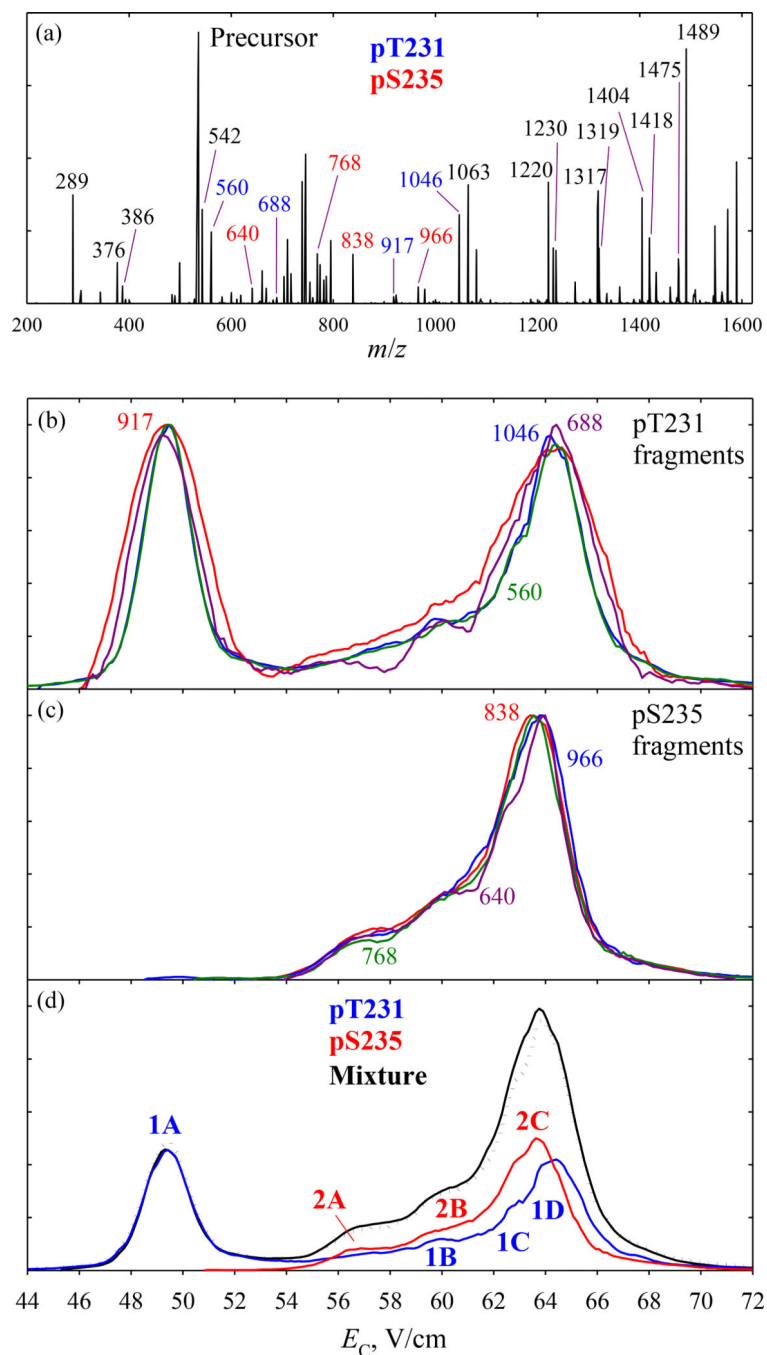 (a)
Precursor
pT231
pS235
289
376
386
542
560
640
688
768
838
917
966
1046
1063
1220
1230
1317
1319
1404
1418
1475
1489
200 400 600 800 1000 1200 1400 1600
m/z
(b)
917
1046
688
560
pT231
fragments
(c)
838
966
640
768
pS235
fragments
(d)
pT231
pS235
Mixture
1A
2A
2B
2C
1B
1C
1D
44 46 48 50 52 54 56 58 60 62 64 66 68 70 72
EC, V/cm